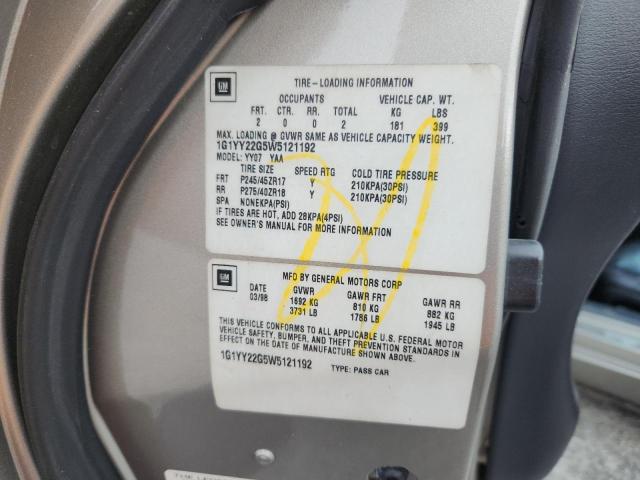 GM
TIRE-LOADING INFORMATION
OCCUPANTS VEHICLE CAP. WT.
FRT. CTR. RR. TOTAL KG LBS
2 0 0 2 181 399
MAX. LOADING @ GVWR SAME AS VEHICLE CAPACITY WEIGHT.
1G1YY22G5W5121192
MODEL: YY07 YAA
TIRE SIZE SPEED RTG COLD TIRE PRESSURE
FRT P245/45ZR17 Y 210KPA(30PSI)
RR P275/40ZR18 Y 210KPA(30PSI)
SPA NONEKPA(PSI)
IF TIRES ARE HOT, ADD 28KPA(4PSI)
SEE OWNER'S MANUAL FOR MORE INFORMATION
GM
MFD BY GENERAL MOTORS CORP
DATE GVWR GAWR FRT GAWR RR
03/98 1692 KG 810 KG 882 KG
3731 LB 1786 LB 1945 LB
THIS VEHICLE CONFORMS TO ALL APPLICABLE U.S. FEDERAL MOTOR
VEHICLE SAFETY, BUMPER, AND THEFT PREVENTION STANDARDS IN
EFFECT ON THE DATE OF MANUFACTURE SHOWN ABOVE.
1G1YY22G5W5121192
TYPE: PASS CAR